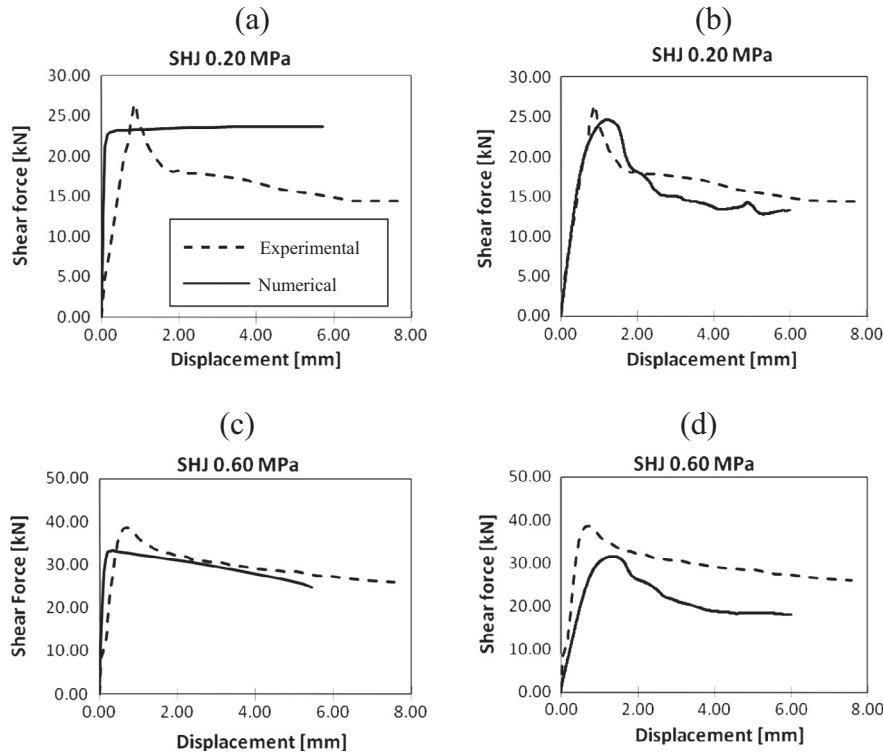 (a)
SHJ 0.20 MPa
Shear force [kN]
30.00
25.00
20.00
15.00
10.00
5.00
0.00
Experimental
Numerical
0.00 2.00 4.00 6.00 8.00
Displacement [mm]
(b)
SHJ 0.20 MPa
Shear force [kN]
30.00
25.00
20.00
15.00
10.00
5.00
0.00
0.00 2.00 4.00 6.00 8.00
Displacement [mm]
(c)
SHJ 0.60 MPa
Shear Force [kN]
50.00
40.00
30.00
20.00
10.00
0.00
0.00 2.00 4.00 6.00 8.00
Displacement [mm]
(d)
SHJ 0.60 MPa
Shear force [kN]
50.00
40.00
30.00
20.00
10.00
0.00
0.00 2.00 4.00 6.00 8.00
Displacement [mm]